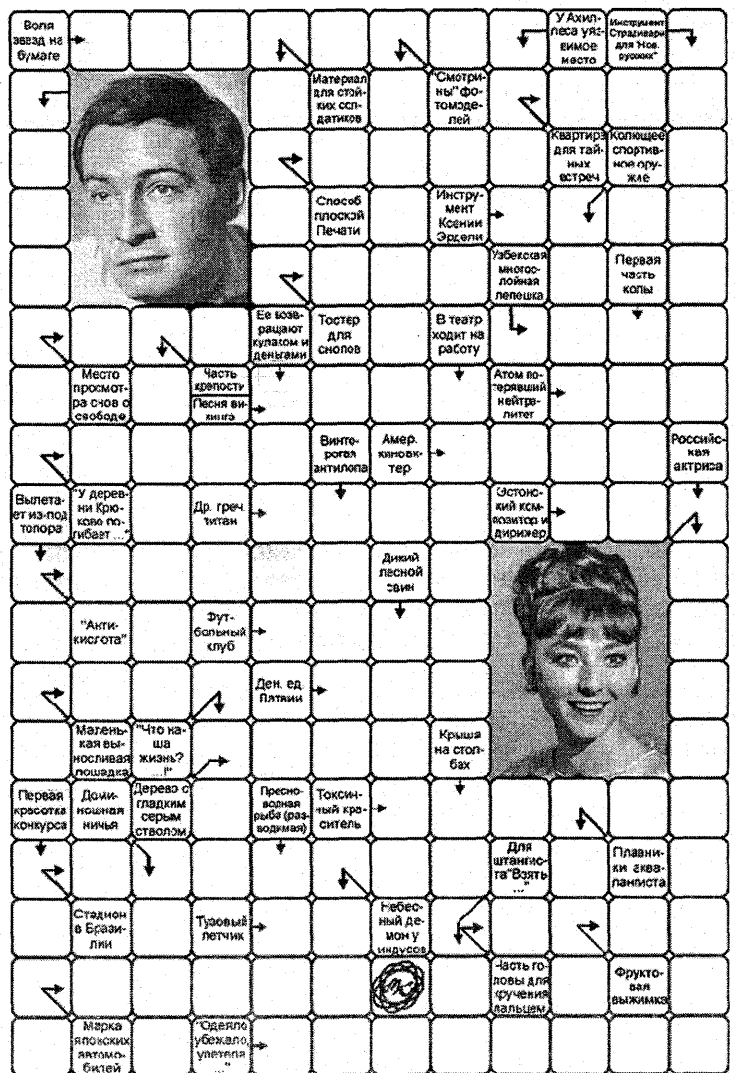 Воля
звезд на
бумаге
У Ахил-
леса уяз-
вимое
место
Инструмент
Страдивари
для "Нов.
русских"
Материал
для стой-
ких сол-
датиков
"Смотри-
ны" фо-
томоде-
лей
Квартира
для тай-
ных
встреч
Колющее
спортив-
ное ору-
жие
Способ
плоской
Печати
Инстру-
мент
Ксении
Эрдели
Узбекская
многос-
лойная
лепешка
Первая
часть
колы
Ее возв-
ращают
кулаком и
деньгами
Тостер
для
снопов
В театр
ходит на
работу
Место
просмот-
ра снов о
свободе
Часть
крепости
Песня ви-
кинга
Атом по-
терявший
нейтра-
литет
Винто-
рогая
антилопа
Амер.
киноак-
тер
Российс-
кая
актриса
Вылета-
ет из-под
топора
"У дерев-
ни Крю-
ково по-
гибает ..."
Др. греч.
титан
Эстонс-
кий ком-
позитор и
дирижер
Дикий
лесной
свин
"Анти-
кислота"
Фут-
больный
клуб
Ден. ед.
Латвии
Малень-
кая вы-
носливая
лошадка
"Что на-
ша
жизнь?
...!"
Крыша
на стол-
бах
Первая
красотка
конкурса
Доми-
ношная
ничья
Дерево с
гладким
серым
стволом
Пресно-
водная
рыба (раз-
водимая)
Токсич-
ный кра-
ситель
Для
штангис-
та "Взять
..."
Плавни-
ки аква-
лангиста
Стадион
в Брази-
лии
Тузовый
летчик
Небес-
ный де-
мон у
индусов
Часть го-
ловы для
кручения
пальцем
Фрукто-
вая
выжимка
Марка
японских
автомо-
билей
"Одеяло
убежало,
улетела
..."